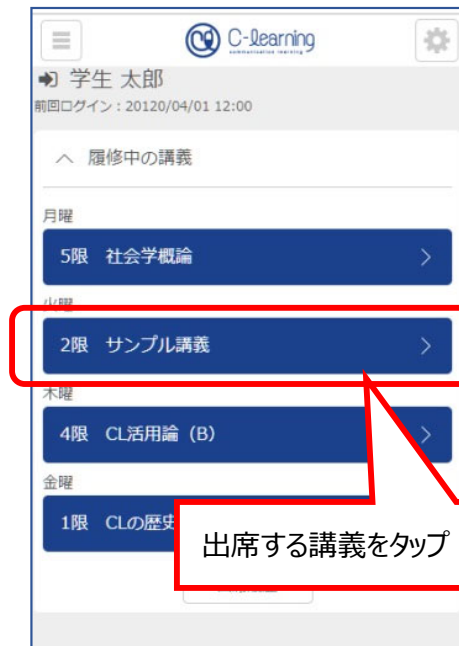 C-Learning
communication learning
学生 太郎
前回ログイン : 20120/04/01 12:00
履修中の講義
月曜
5限 社会学概論
火曜
2限 サンプル講義
木曜
4限 CL活用論（B）
金曜
1限 CLの歴史
出席する講義をタップ